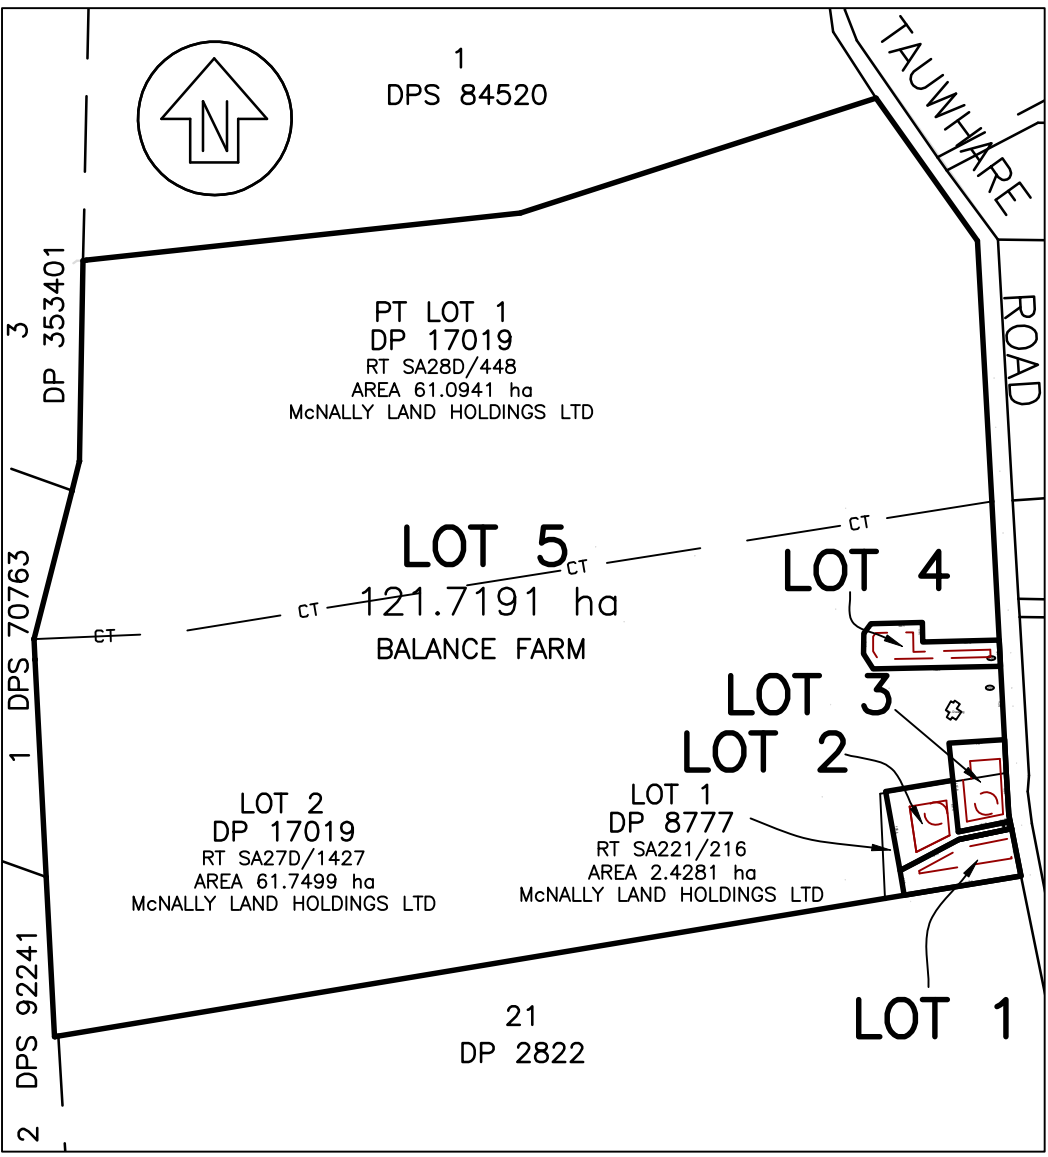 1
DPS 84520
TAUWHARE
N
3
DP 353401
PT LOT 1
DP 17019
RT SA28D/448
AREA 61.0941 ha
McNALLY LAND HOLDINGS LTD
ROAD
LOT 5
CT
CT
CT
CT
121.7191 ha
BALANCE FARM
LOT 4
1
DPS 70763
LOT 3
LOT 2
LOT 2
DP 17019
RT SA27D/1427
AREA 61.7499 ha
McNALLY LAND HOLDINGS LTD
LOT 1
DP 8777
RT SA221/216
AREA 2.4281 ha
McNALLY LAND HOLDINGS LTD
LOT 1
2
DPS 92241
21
DP 2822